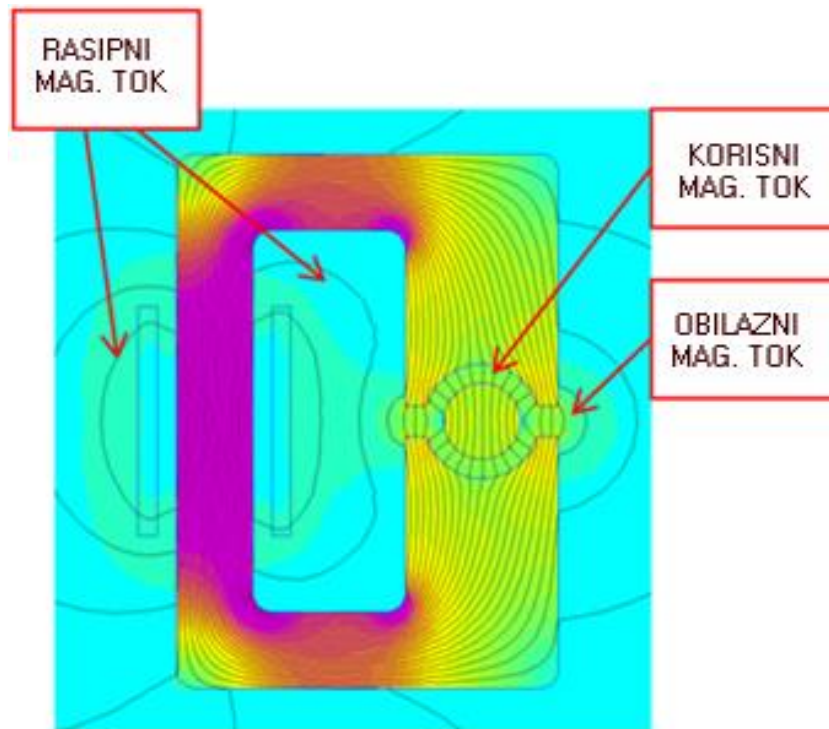 RASIPNI
MAG. TOK
KORISNI
MAG. TOK
OBILAZNI
MAG. TOK